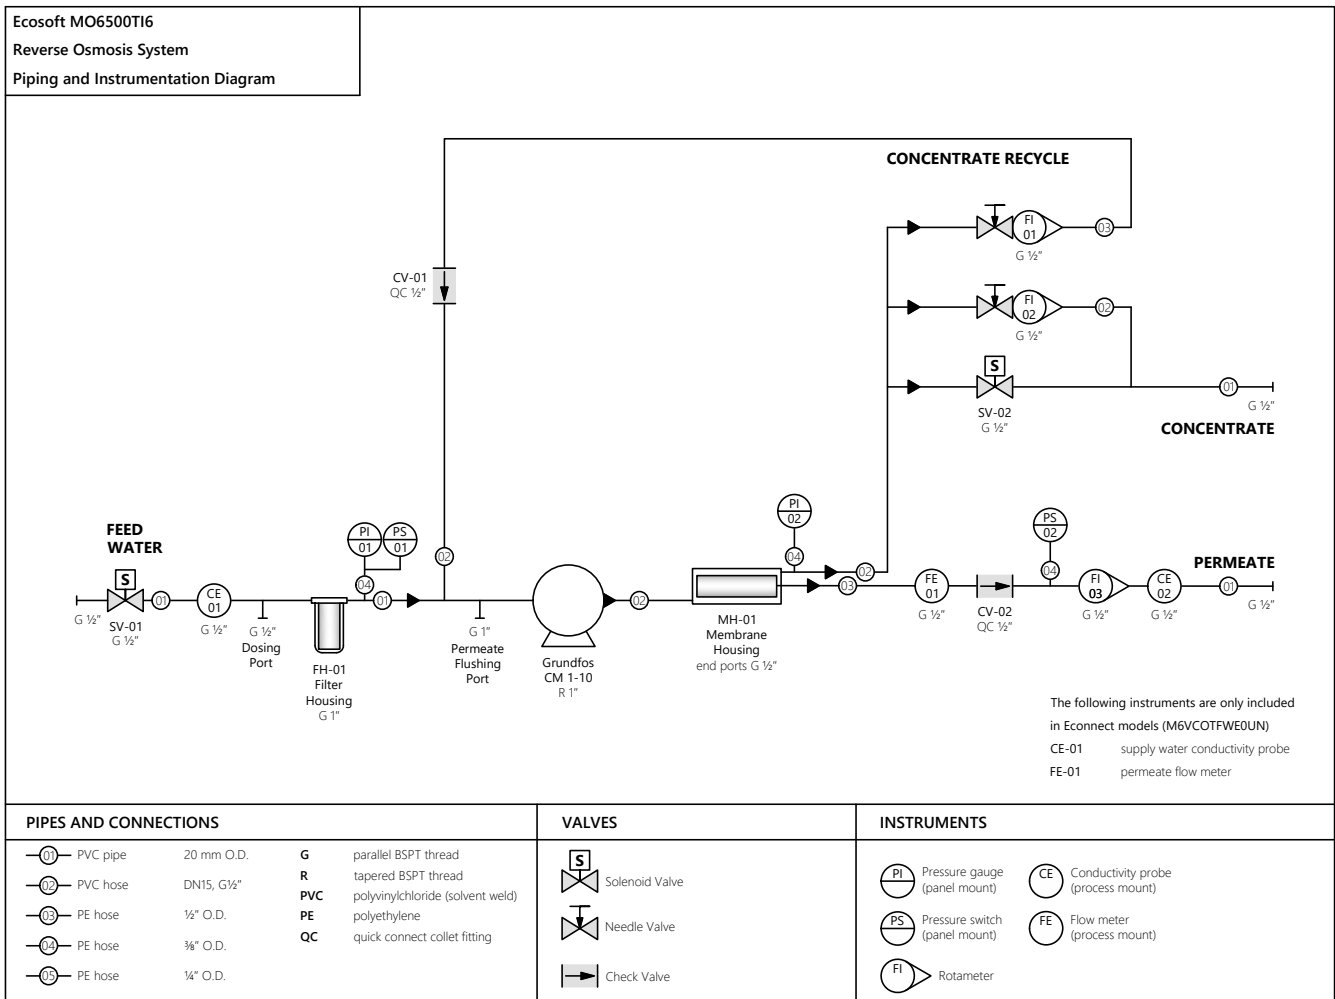 Ecosoft MO6500TI6
Reverse Osmosis System
Piping and Instrumentation Diagram
CONCENTRATE RECYCLE
FI
01
03
G ½"
CV-01
QC ½"
FI
02
02
G ½"
S
SV-02
G ½"
01
G ½"
CONCENTRATE
FEED
WATER
S
G ½"
SV-01
G ½"
01
CE
01
G ½"
G ½"
Dosing
Port
PI
01
PS
01
04
01
FH-01
Filter
Housing
G 1"
02
G 1"
Permeate
Flushing
Port
Grundfos
CM 1-10
R 1"
02
PI
02
04
02
03
MH-01
Membrane
Housing
end ports G ½"
FE
01
G ½"
CV-02
QC ½"
PS
02
04
FI
03
G ½"
CE
02
G ½"
PERMEATE
01
G ½"
The following instruments are only included
in Econnect models (M6VCOTFWE0UN)
CE-01 supply water conductivity probe
FE-01 permeate flow meter
PIPES AND CONNECTIONS
01 PVC pipe 20 mm O.D.
02 PVC hose DN15, G½"
03 PE hose ½" O.D.
04 PE hose ⅜" O.D.
05 PE hose ¼" O.D.
G parallel BSPT thread
R tapered BSPT thread
PVC polyvinylchloride (solvent weld)
PE polyethylene
QC quick connect collet fitting
VALVES
S
Solenoid Valve
Needle Valve
Check Valve
INSTRUMENTS
PI Pressure gauge
(panel mount)
CE Conductivity probe
(process mount)
PS Pressure switch
(panel mount)
FE Flow meter
(process mount)
FI Rotameter